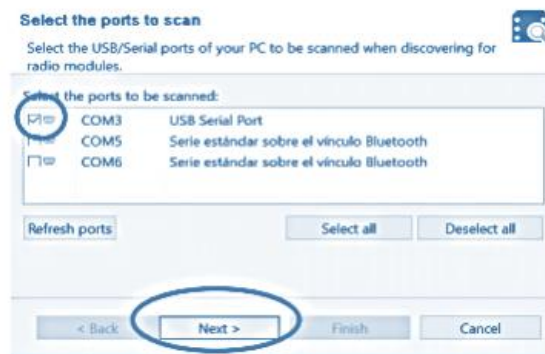 Select the ports to scan
Select the USB/Serial ports of your PC to be scanned when discovering for
radio modules.
Select the ports to be scanned:
COM3 USB Serial Port
COM5 Serie estándar sobre el vínculo Bluetooth
COM6 Serie estándar sobre el vínculo Bluetooth
Refresh ports Select all Deselect all
< Back Next > Finish Cancel